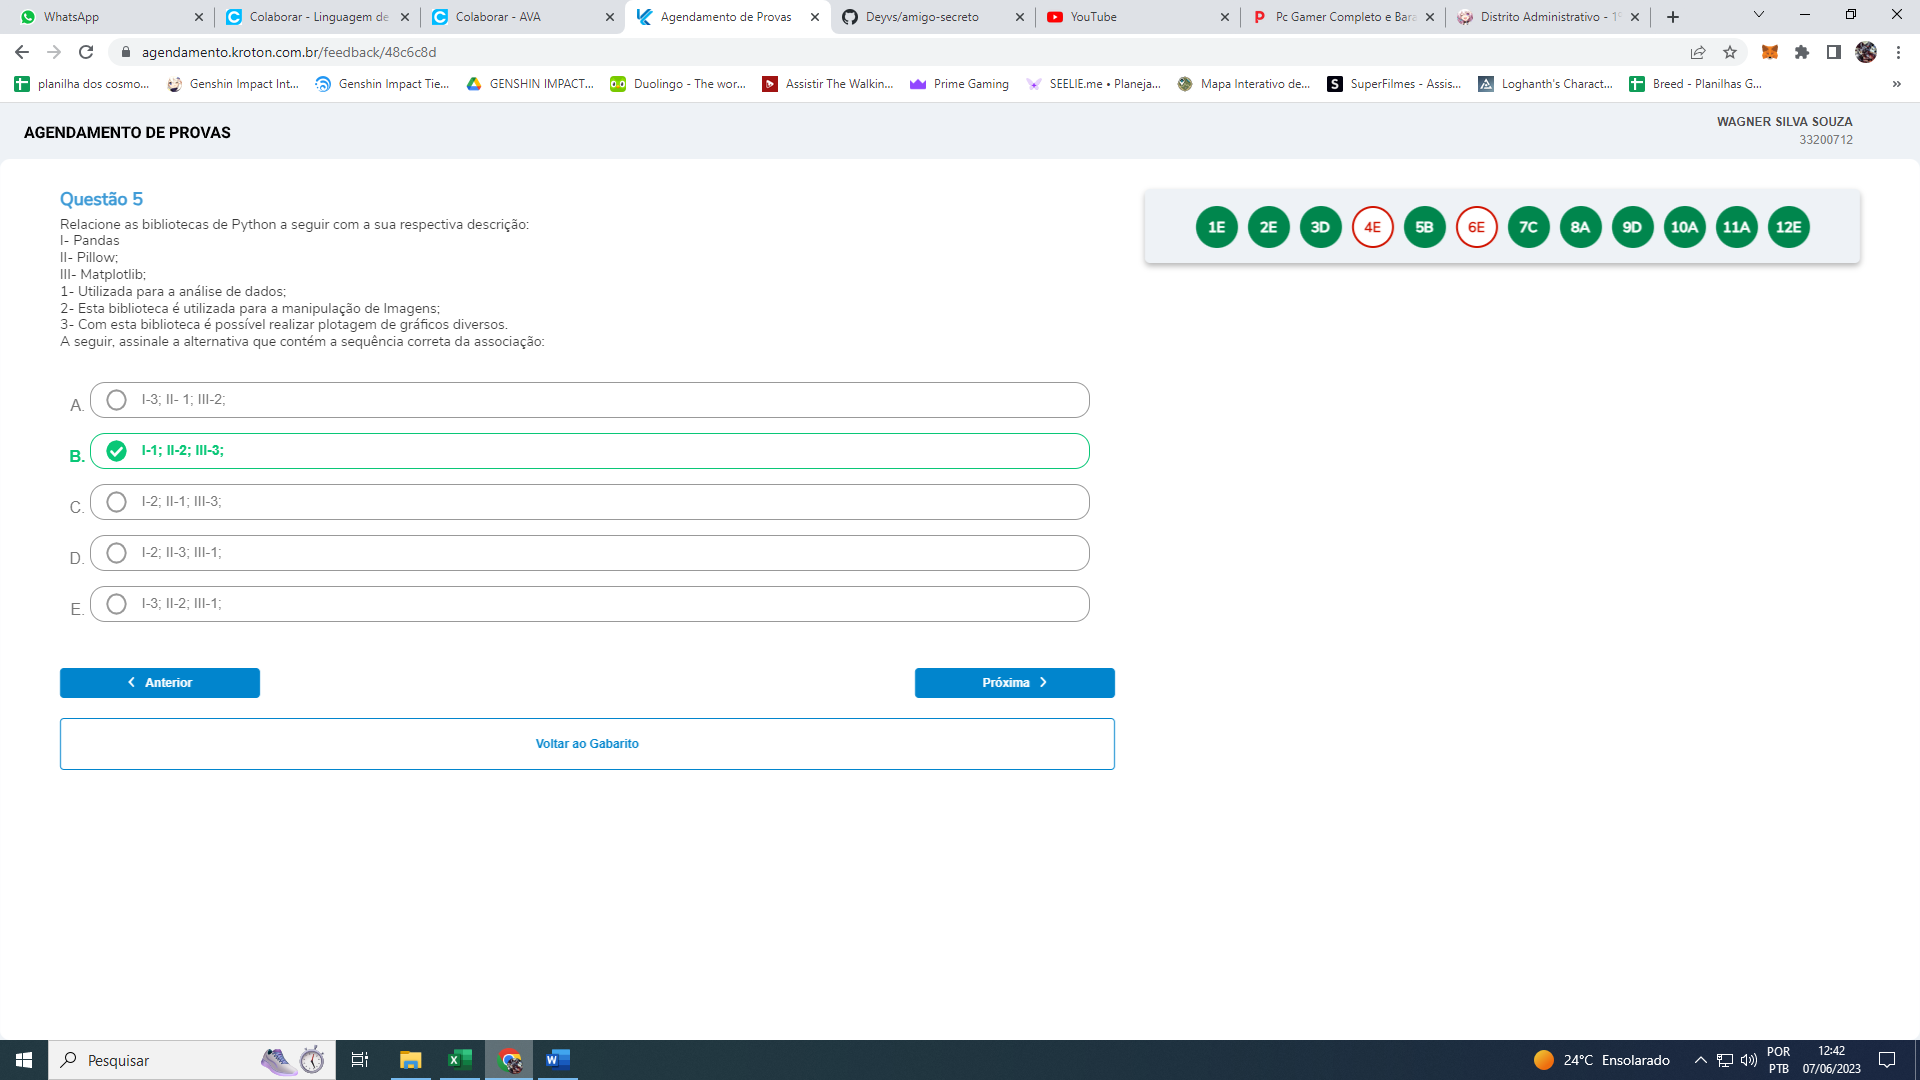 WhatsApp
Colaborar - Linguagem de
Colaborar - AVA
Agendamento de Provas
Deyvs/amigo-secreto
YouTube
Pc Gamer Completo e Bara
Distrito Administrativo - 1º
agendamento.kroton.com.br/feedback/48c6c8d
planilha dos cosmo...
Genshin Impact Int...
Genshin Impact Tie...
GENSHIN IMPACT...
Duolingo - The wor...
Assistir The Walkin...
Prime Gaming
SEELIE.me • Planeja...
Mapa Interativo de...
SuperFilmes - Assis...
Loghanth's Charact...
Breed - Planilhas G...
»
AGENDAMENTO DE PROVAS
WAGNER SILVA SOUZA
33200712
Questão 5
Relacione as bibliotecas de Python a seguir com a sua respectiva descrição:
I- Pandas
II- Pillow;
III- Matplotlib;
1- Utilizada para a análise de dados;
2- Esta biblioteca é utilizada para a manipulação de Imagens;
3- Com esta biblioteca é possível realizar plotagem de gráficos diversos.
A seguir, assinale a alternativa que contém a sequência correta da associação:
A. I-3; II- 1; III-2;
B. I-1; II-2; III-3;
C. I-2; II-1; III-3;
D. I-2; II-3; III-1;
E. I-3; II-2; III-1;
Anterior
Próxima
Voltar ao Gabarito
1E 2E 3D 4E 5B 6E 7C 8A 9D 10A 11A 12E
Pesquisar
24°C Ensolarado
POR
PTB
12:42
07/06/2023